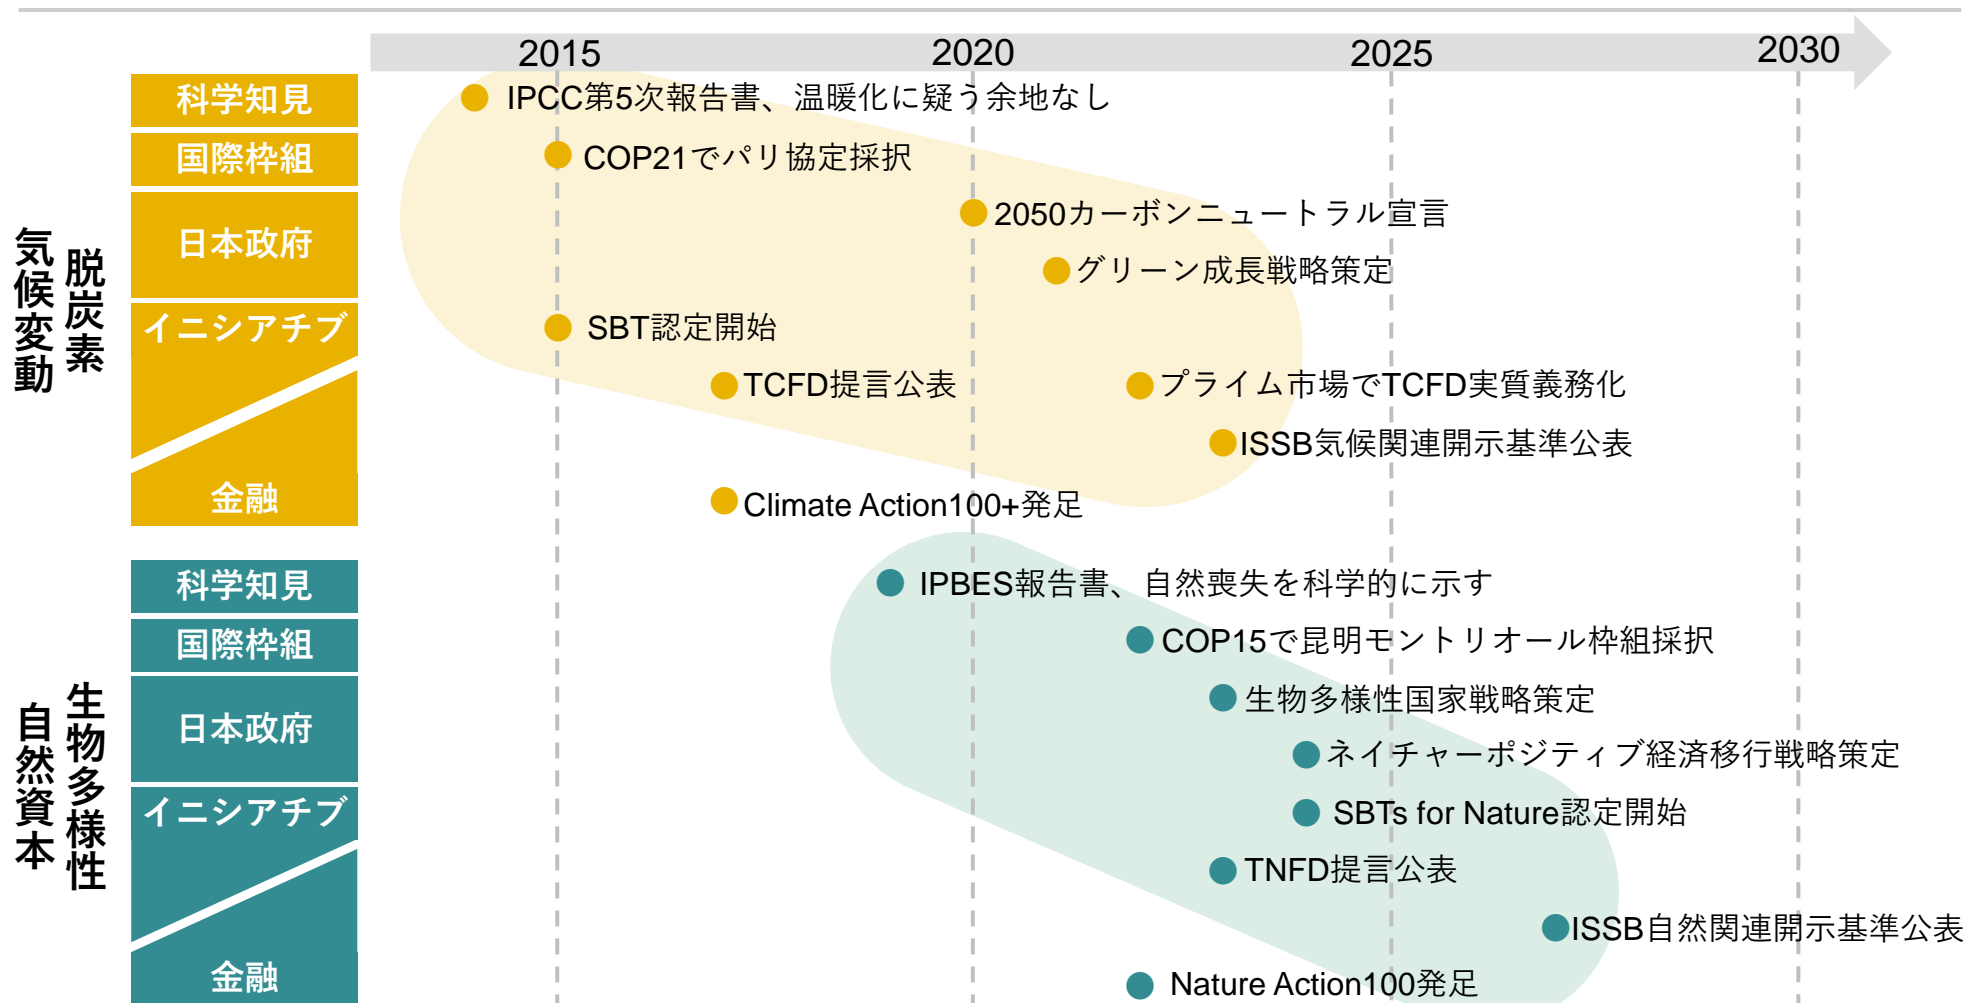 2015
2020
2025
2030
気候変動
脱炭素
科学知見
IPCC第5次報告書、温暖化に疑う余地なし
国際枠組
COP21でパリ協定採択
日本政府
2050カーボンニュートラル宣言
グリーン成長戦略策定
イニシアチブ
SBT認定開始
TCFD提言公表
プライム市場でTCFD実質義務化
ISSB気候関連開示基準公表
金融
Climate Action100+発足
自然資本
生物多様性
科学知見
IPBES報告書、自然喪失を科学的に示す
国際枠組
COP15で昆明モントリオール枠組採択
日本政府
生物多様性国家戦略策定
ネイチャーポジティブ経済移行戦略策定
イニシアチブ
SBTs for Nature認定開始
TNFD提言公表
ISSB自然関連開示基準公表
金融
Nature Action100発足